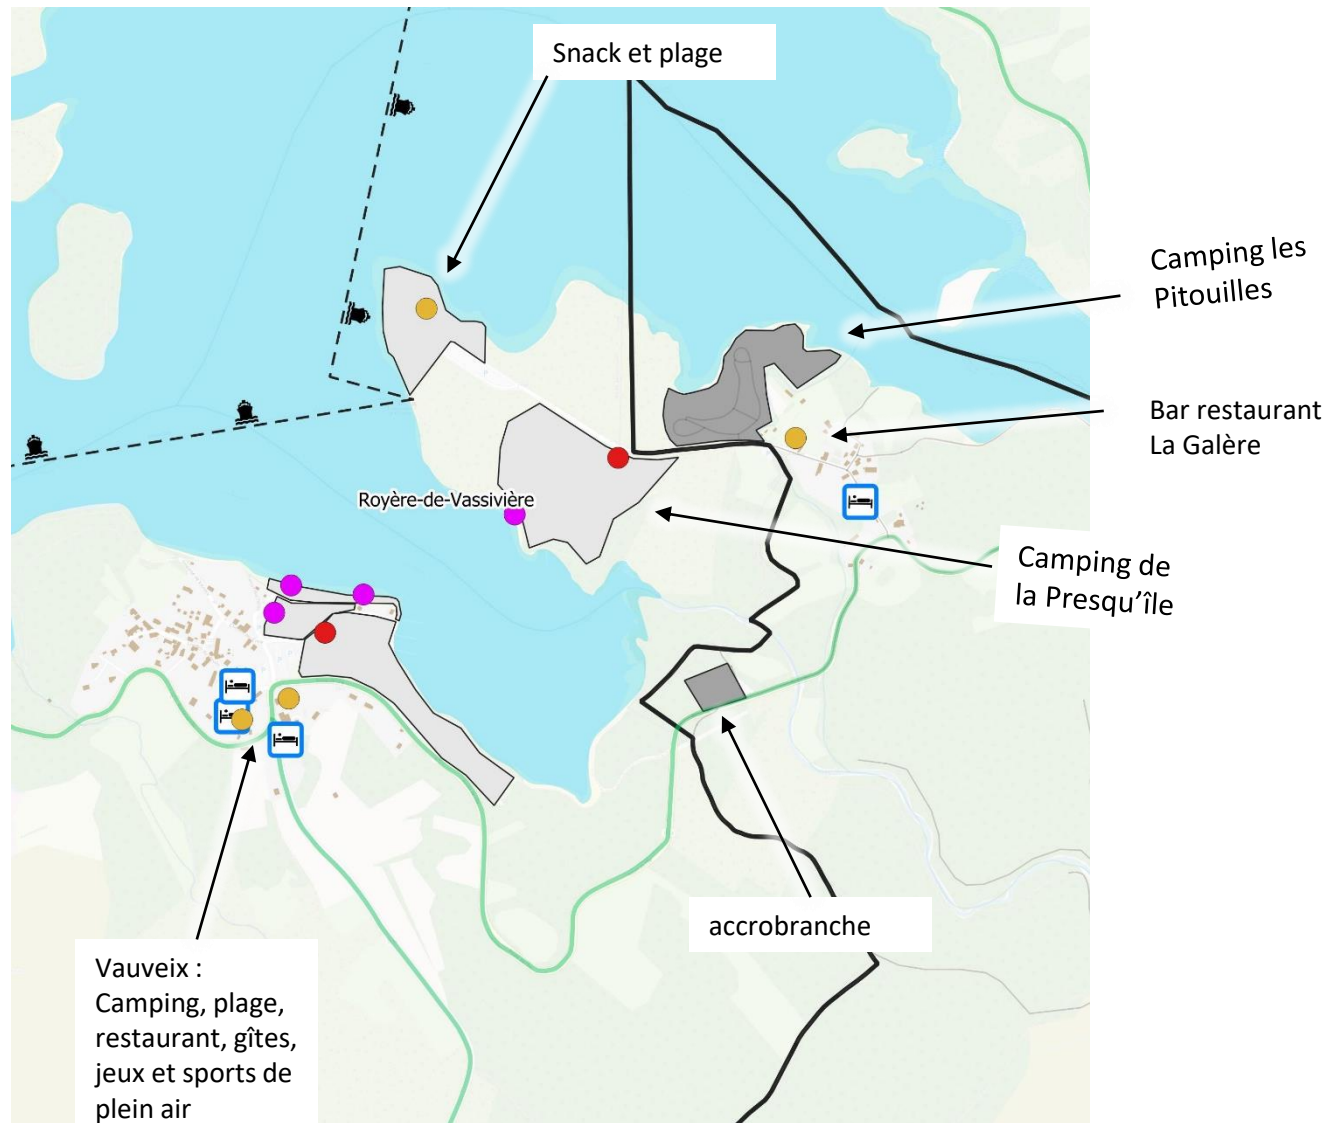 Snack et plage
Camping les
Pitouilles
Bar restaurant
La Galère
Royère-de-Vassivière
Camping de
la Presqu’île
accrobranche
Vauveix :
Camping, plage,
restaurant, gîtes,
jeux et sports de
plein air